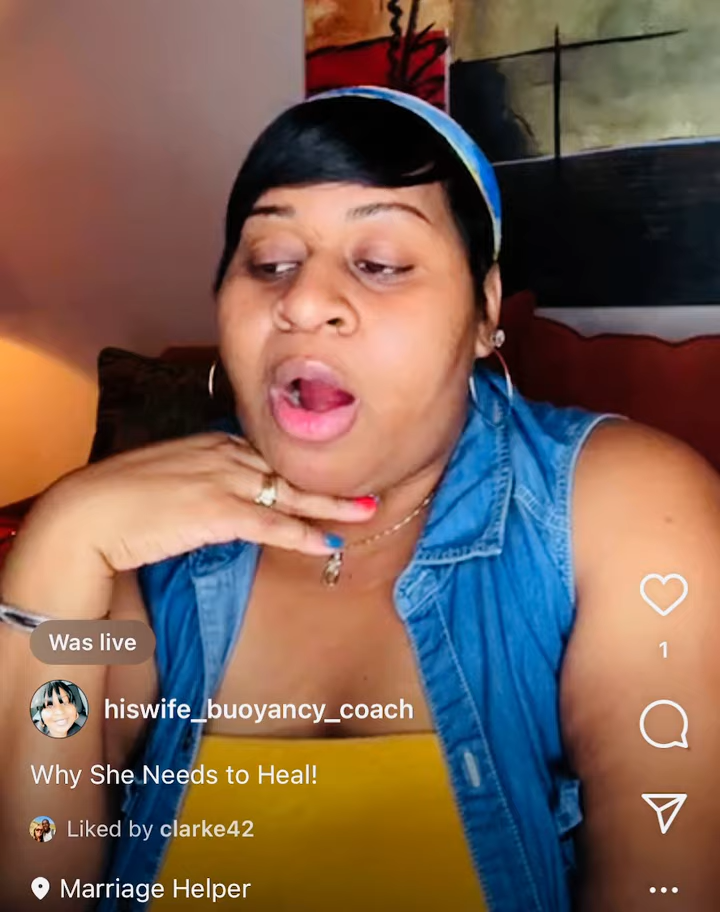 Was live
hiswife_buoyancy_coach
1
Why She Needs to Heal!
Liked by clarke42
Marriage Helper